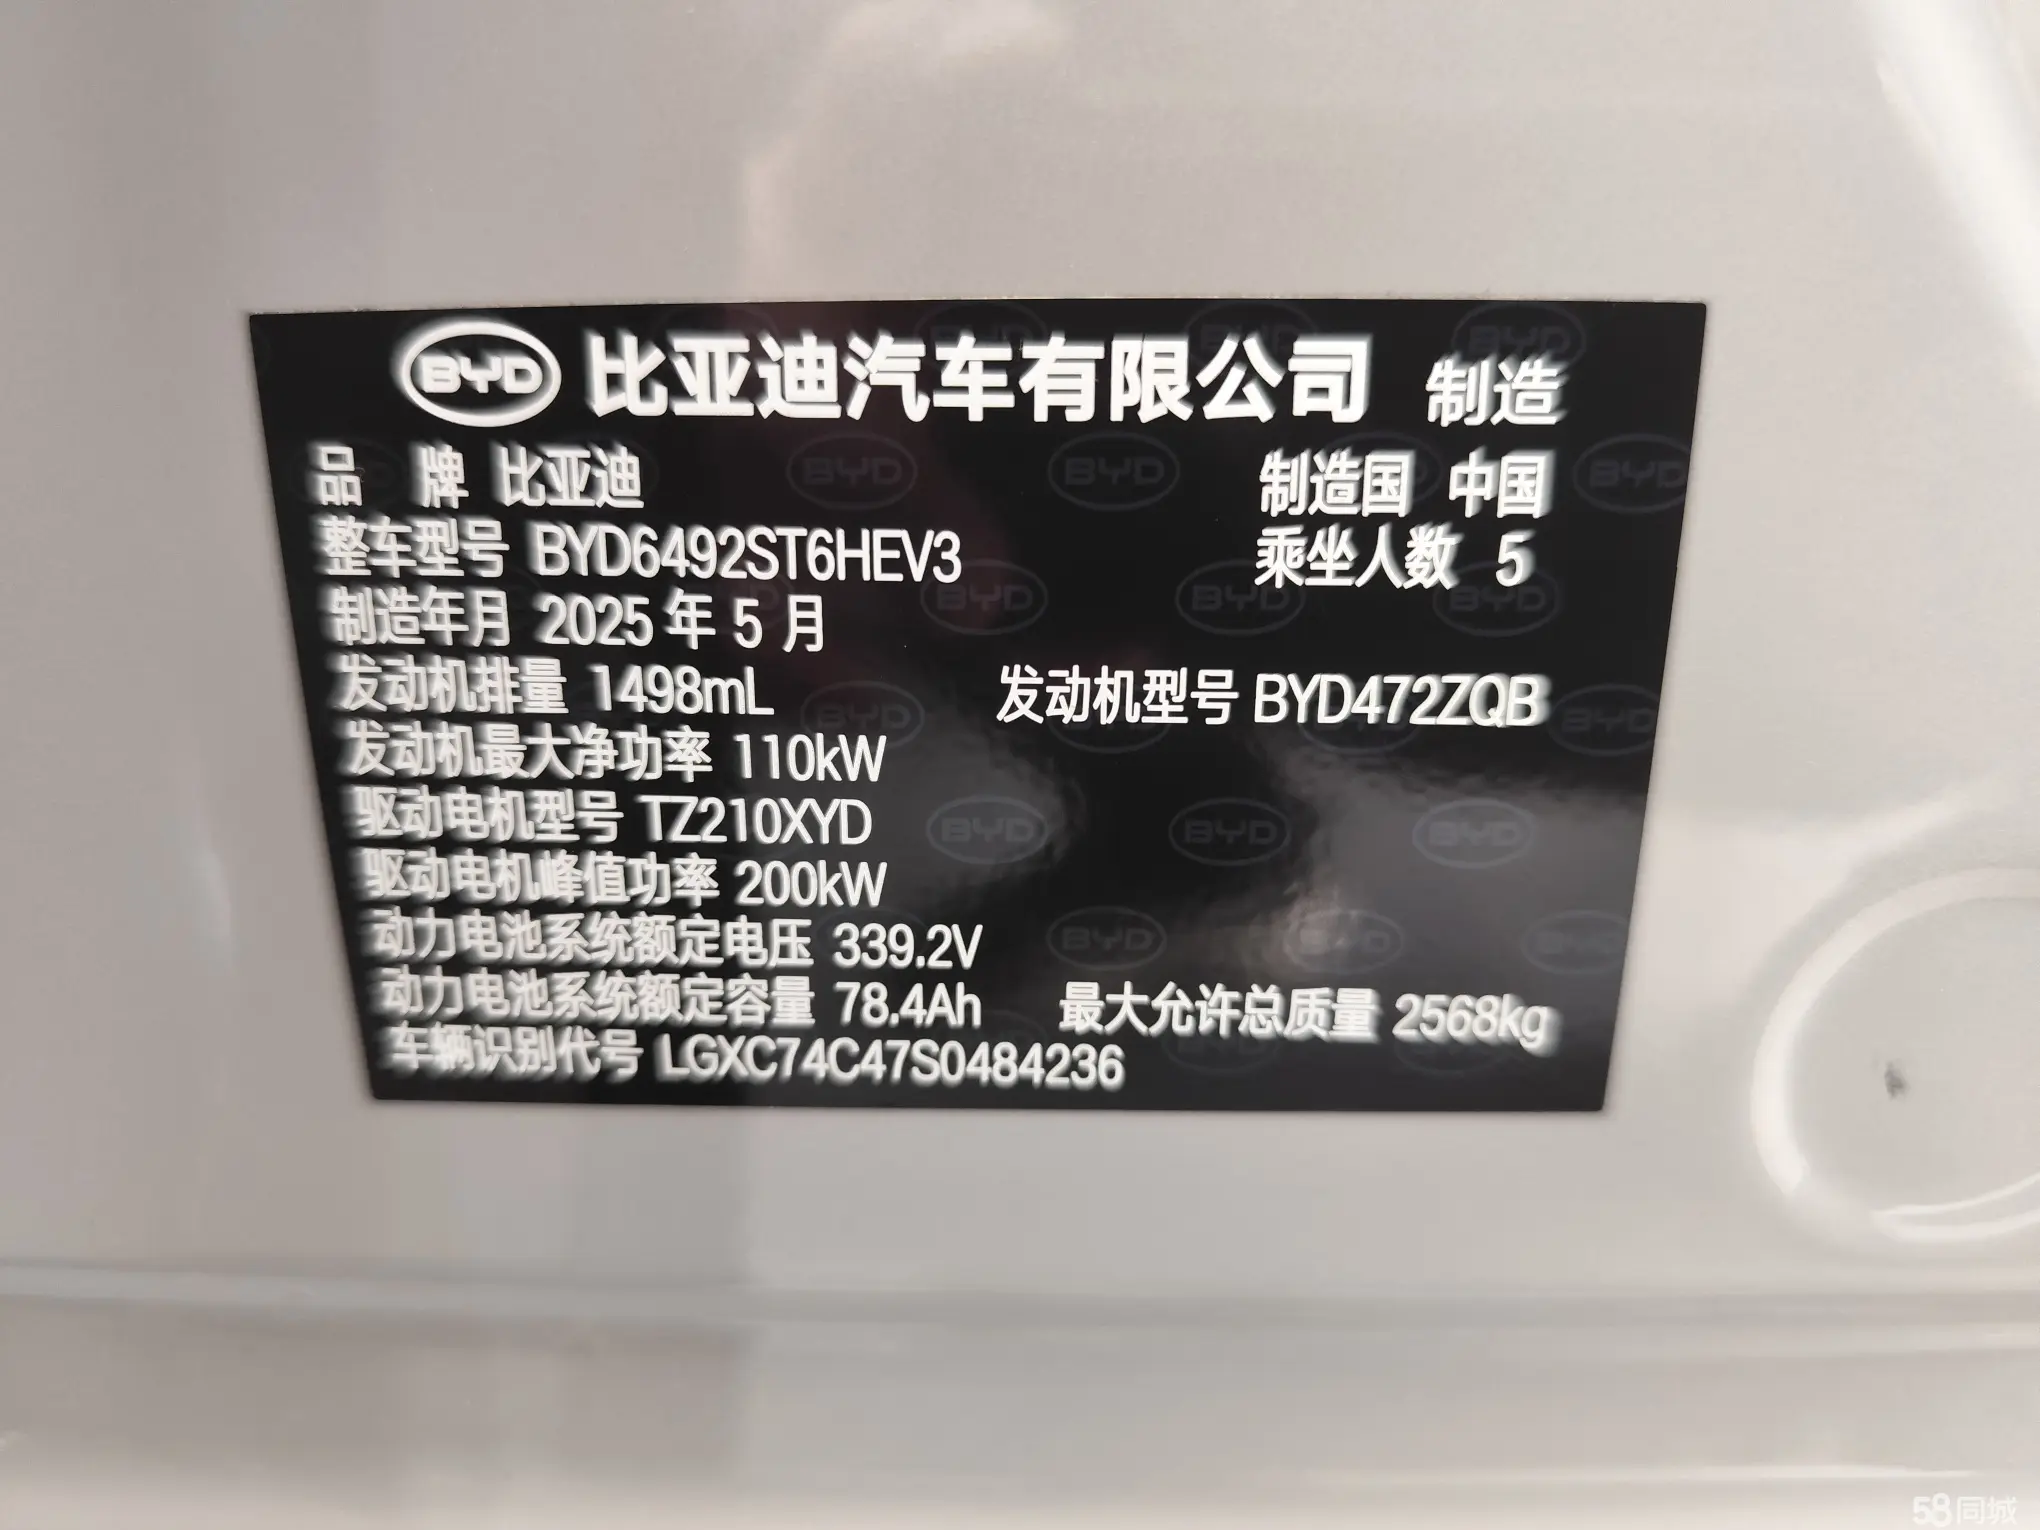 BYD 比亚迪汽车有限公司 制造
品 牌 比亚迪 制造国 中国
整车型号 BYD6492ST6HEV3 乘坐人数 5
制造年月 2025 年 5 月
发动机排量 1498mL 发动机型号 BYD472ZQB
发动机最大净功率 110kW
驱动电机型号 TZ210XYD
驱动电机峰值功率 200kW
动力电池系统额定电压 339.2V
动力电池系统额定容量 78.4Ah 最大允许总质量 2568kg
车辆识别代号 LGXC74C47S0484236
58同城